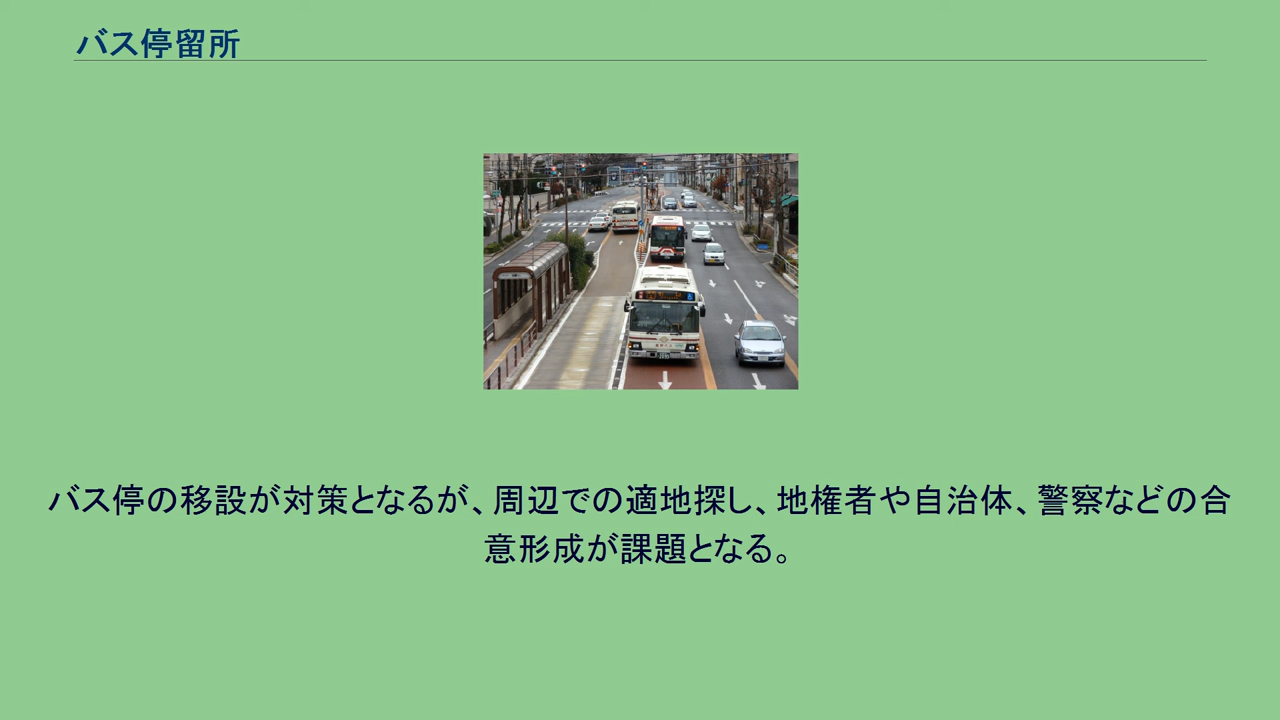 バス停留所
バス停の移設が対策となるが、周辺での適地探し、地権者や自治体、警察などの合
意形成が課題となる。